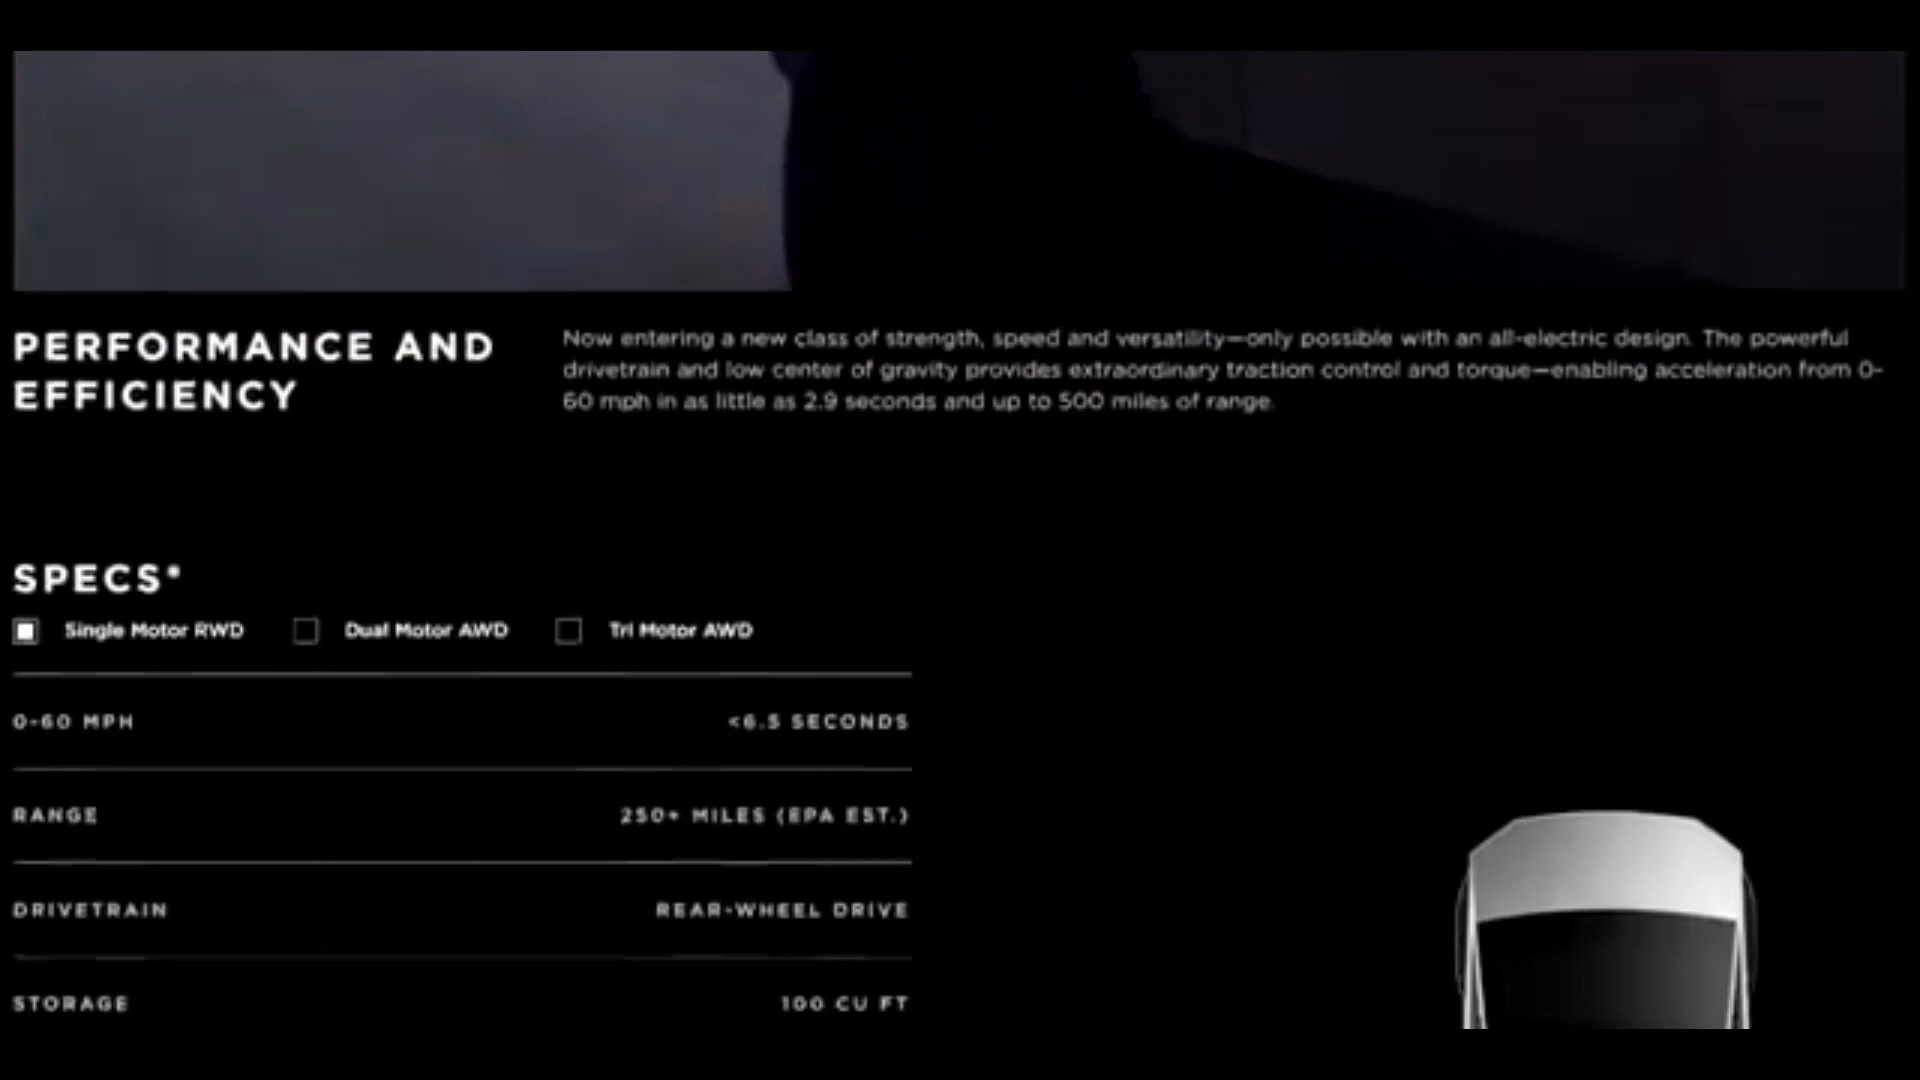 PERFORMANCE AND
EFFICIENCY
Now entering a new class of strength, speed and versatility—only possible with an all-electric design. The powerful
drivetrain and low center of gravity provides extraordinary traction control and torque—enabling acceleration from 0-
60 mph in as little as 2.9 seconds and up to 500 miles of range.
SPECS*
Single Motor RWD Dual Motor AWD Tri Motor AWD
0-60 MPH <6.5 SECONDS
RANGE 250+ MILES (EPA EST.)
DRIVETRAIN REAR-WHEEL DRIVE
STORAGE 100 CU FT